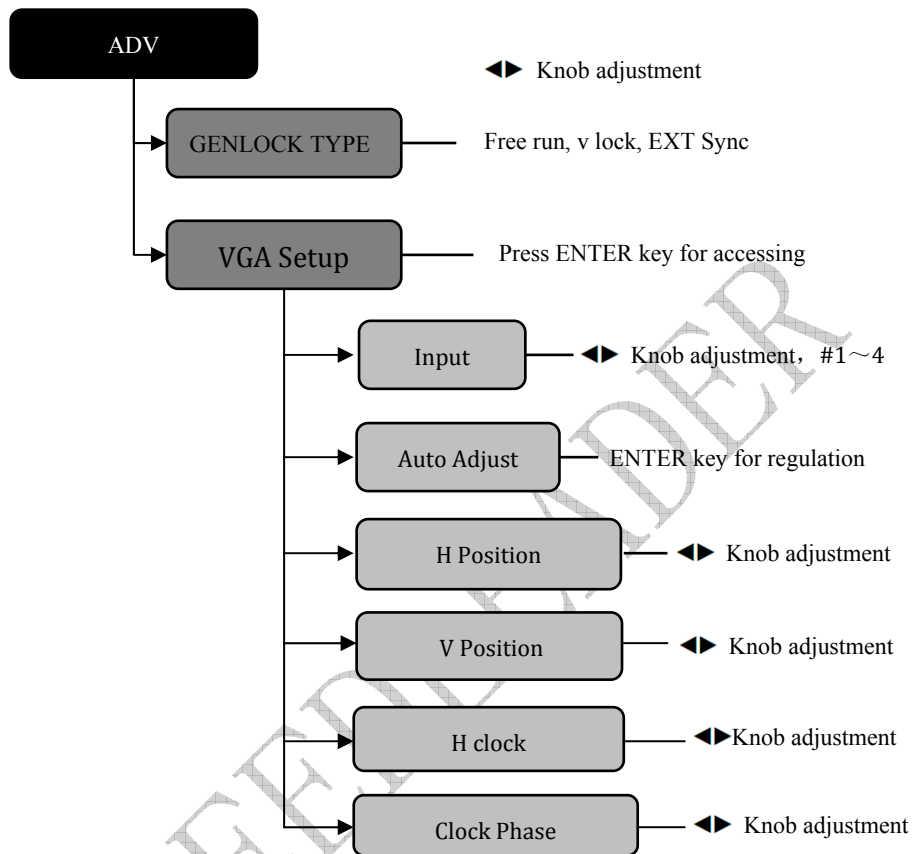 ADV
◀▶ Knob adjustment
GENLOCK TYPE
Free run, v lock, EXT Sync
VGA Setup
Press ENTER key for accessing
Input
◀▶ Knob adjustment，#1～4
Auto Adjust
ENTER key for regulation
H Position
◀▶ Knob adjustment
V Position
◀▶ Knob adjustment
H clock
◀▶Knob adjustment
Clock Phase
◀▶ Knob adjustment